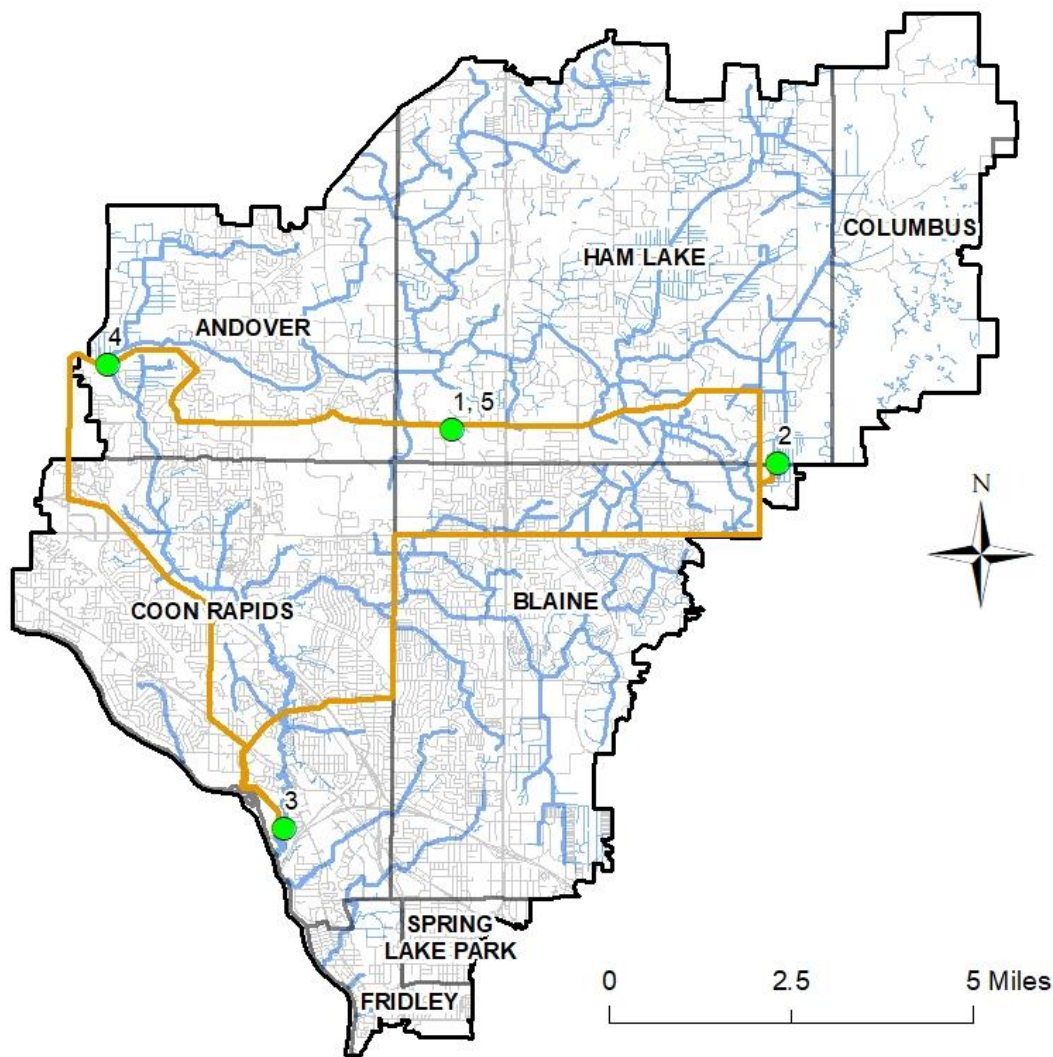 COLUMBUS
HAM LAKE
ANDOVER
4
1, 5
2
N
BLAINE
COON RAPIDS
3
SPRING
LAKE PARK
FRIDLEY
0 2.5 5 Miles